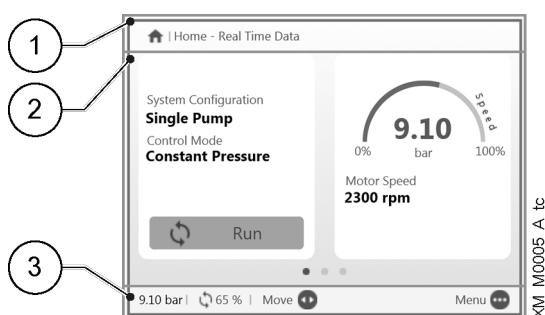 1
| Home - Real Time Data
2
System Configuration
Single Pump
Control Mode
Constant Pressure
Run
Speed
9.10
0% bar 100%
Motor Speed
2300 rpm
3
9.10 bar | 65 % | Move
Menu
XM M0005 A tc